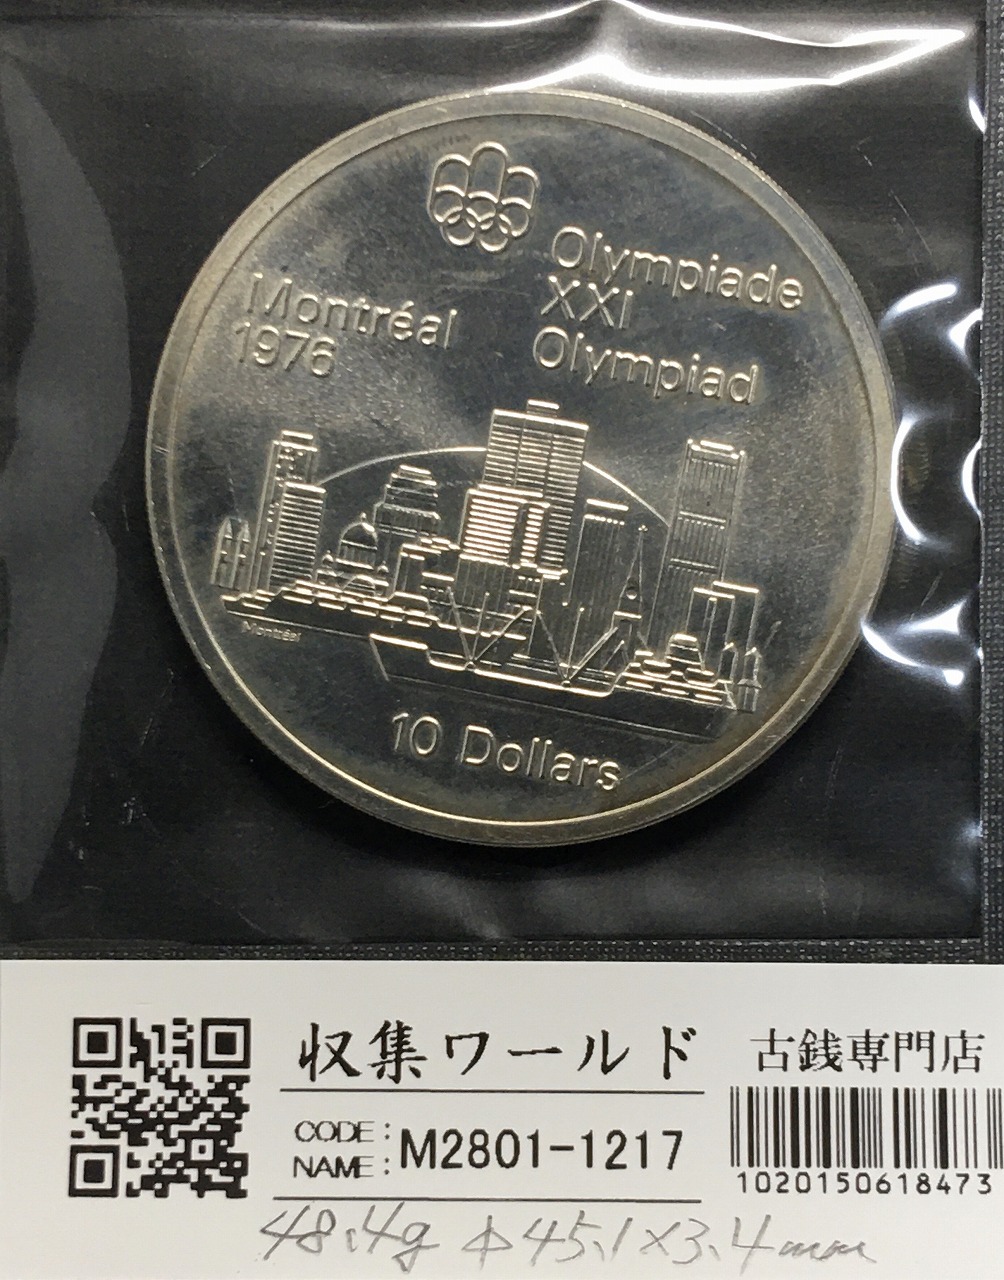 Olympiade
XXI
Olympiad
Montréal
1976
Montréal
10 Dollars
収集ワールド
古銭専門店
CODE:
NAME: M2801-1217
1020150618473
48.4g Φ45.1×3.4mm